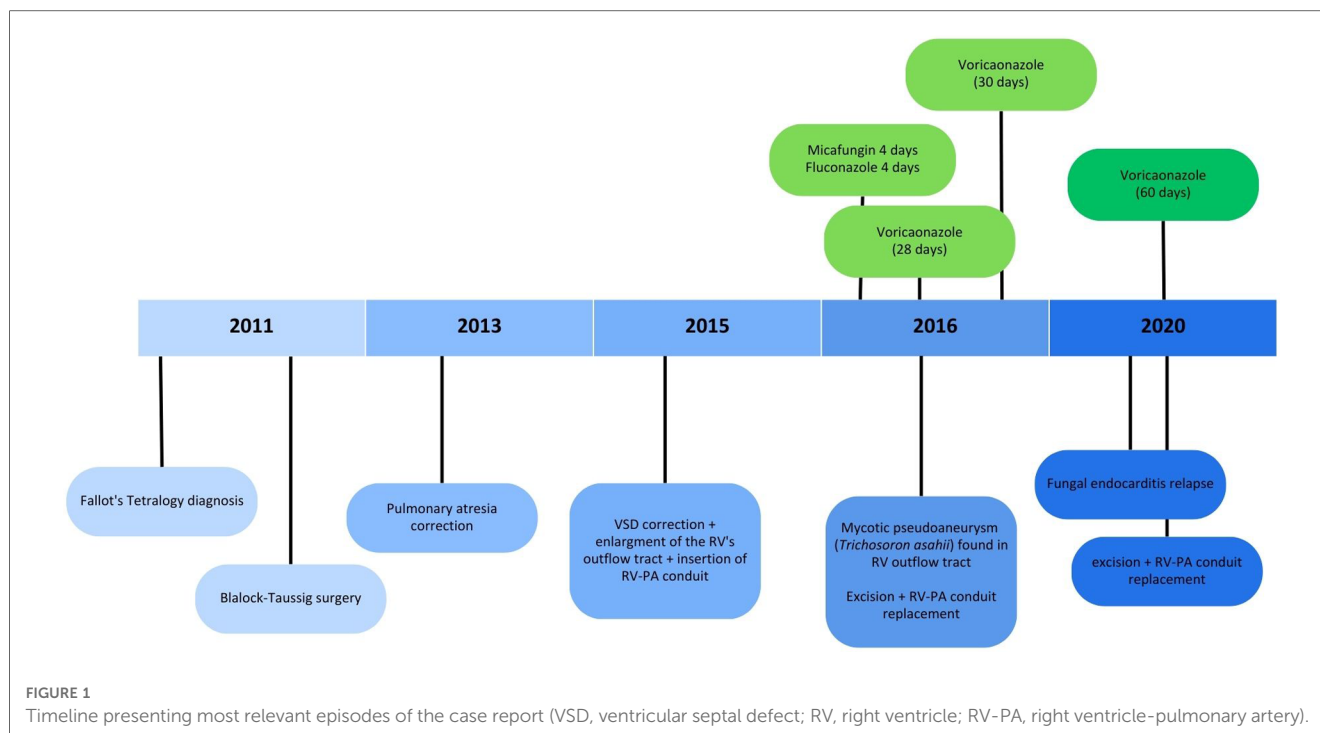 Voricaonazole
(30 days)
Micafungin 4 days
Fluconazole 4 days
Voricaonazole
(28 days)
Voricaonazole
(60 days)
2011
2013
2015
2016
2020
Fallot's Tetralogy diagnosis
Blalock-Taussig surgery
Pulmonary atresia
correction
VSD correction +
enlargment of the RV's
outflow tract + insertion of
RV-PA conduit
Mycotic pseudoaneurysm
(Trichosoron asahii) found in
RV outflow tract
Excision + RV-PA conduit
replacement
Fungal endocarditis relapse
excision + RV-PA conduit
replacement
FIGURE 1
Timeline presenting most relevant episodes of the case report (VSD, ventricular septal defect; RV, right ventricle; RV-PA, right ventricle-pulmonary artery).